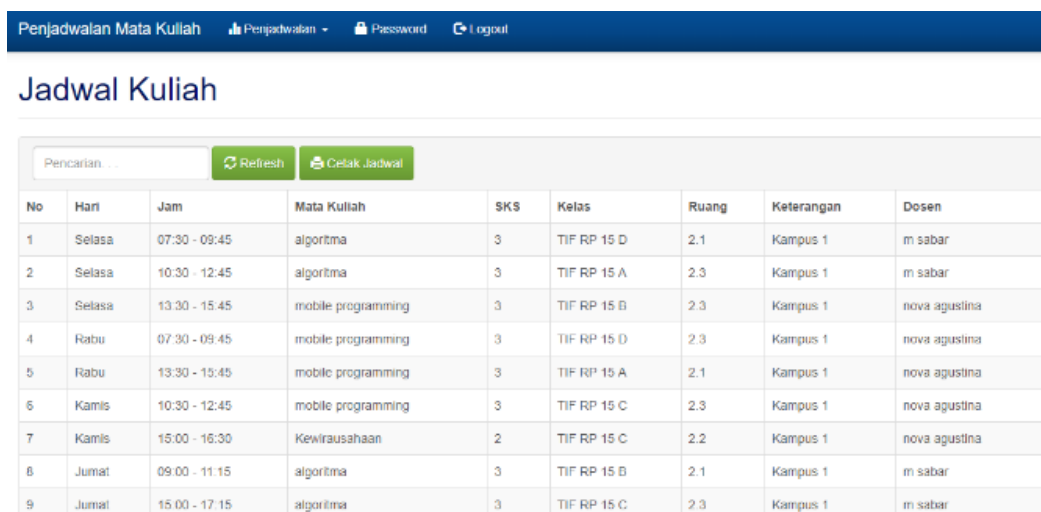 Penjadwalan Mata Kuliah Penjadwalan Password Logout
Jadwal Kuliah
Pencarian. . . Refresh Cetak Jadwal
No Hari Jam Mata Kuliah SKS Kelas Ruang Keterangan Dosen
1 Selasa 07:30 - 09:45 algoritma 3 TIF RP 15 D 2.1 Kampus 1 m sabar
2 Selasa 10:30 - 12:45 algoritma 3 TIF RP 15 A 2.3 Kampus 1 m sabar
3 Selasa 13:30 - 15:45 mobile programming 3 TIF RP 15 B 2.3 Kampus 1 nova agustina
4 Rabu 07:30 - 09:45 mobile programming 3 TIF RP 15 D 2.3 Kampus 1 nova agustina
5 Rabu 13:30 - 15:45 mobile programming 3 TIF RP 15 A 2.1 Kampus 1 nova agustina
6 Kamis 10:30 - 12:45 mobile programming 3 TIF RP 15 C 2.3 Kampus 1 nova agustina
7 Kamis 15:00 - 16:30 Kewirausahaan 2 TIF RP 15 C 2.2 Kampus 1 nova agustina
8 Jumat 09:00 - 11:15 algoritma 3 TIF RP 15 B 2.1 Kampus 1 m sabar
9 Jumat 15:00 - 17:15 algoritma 3 TIF RP 15 C 2.3 Kampus 1 m sabar